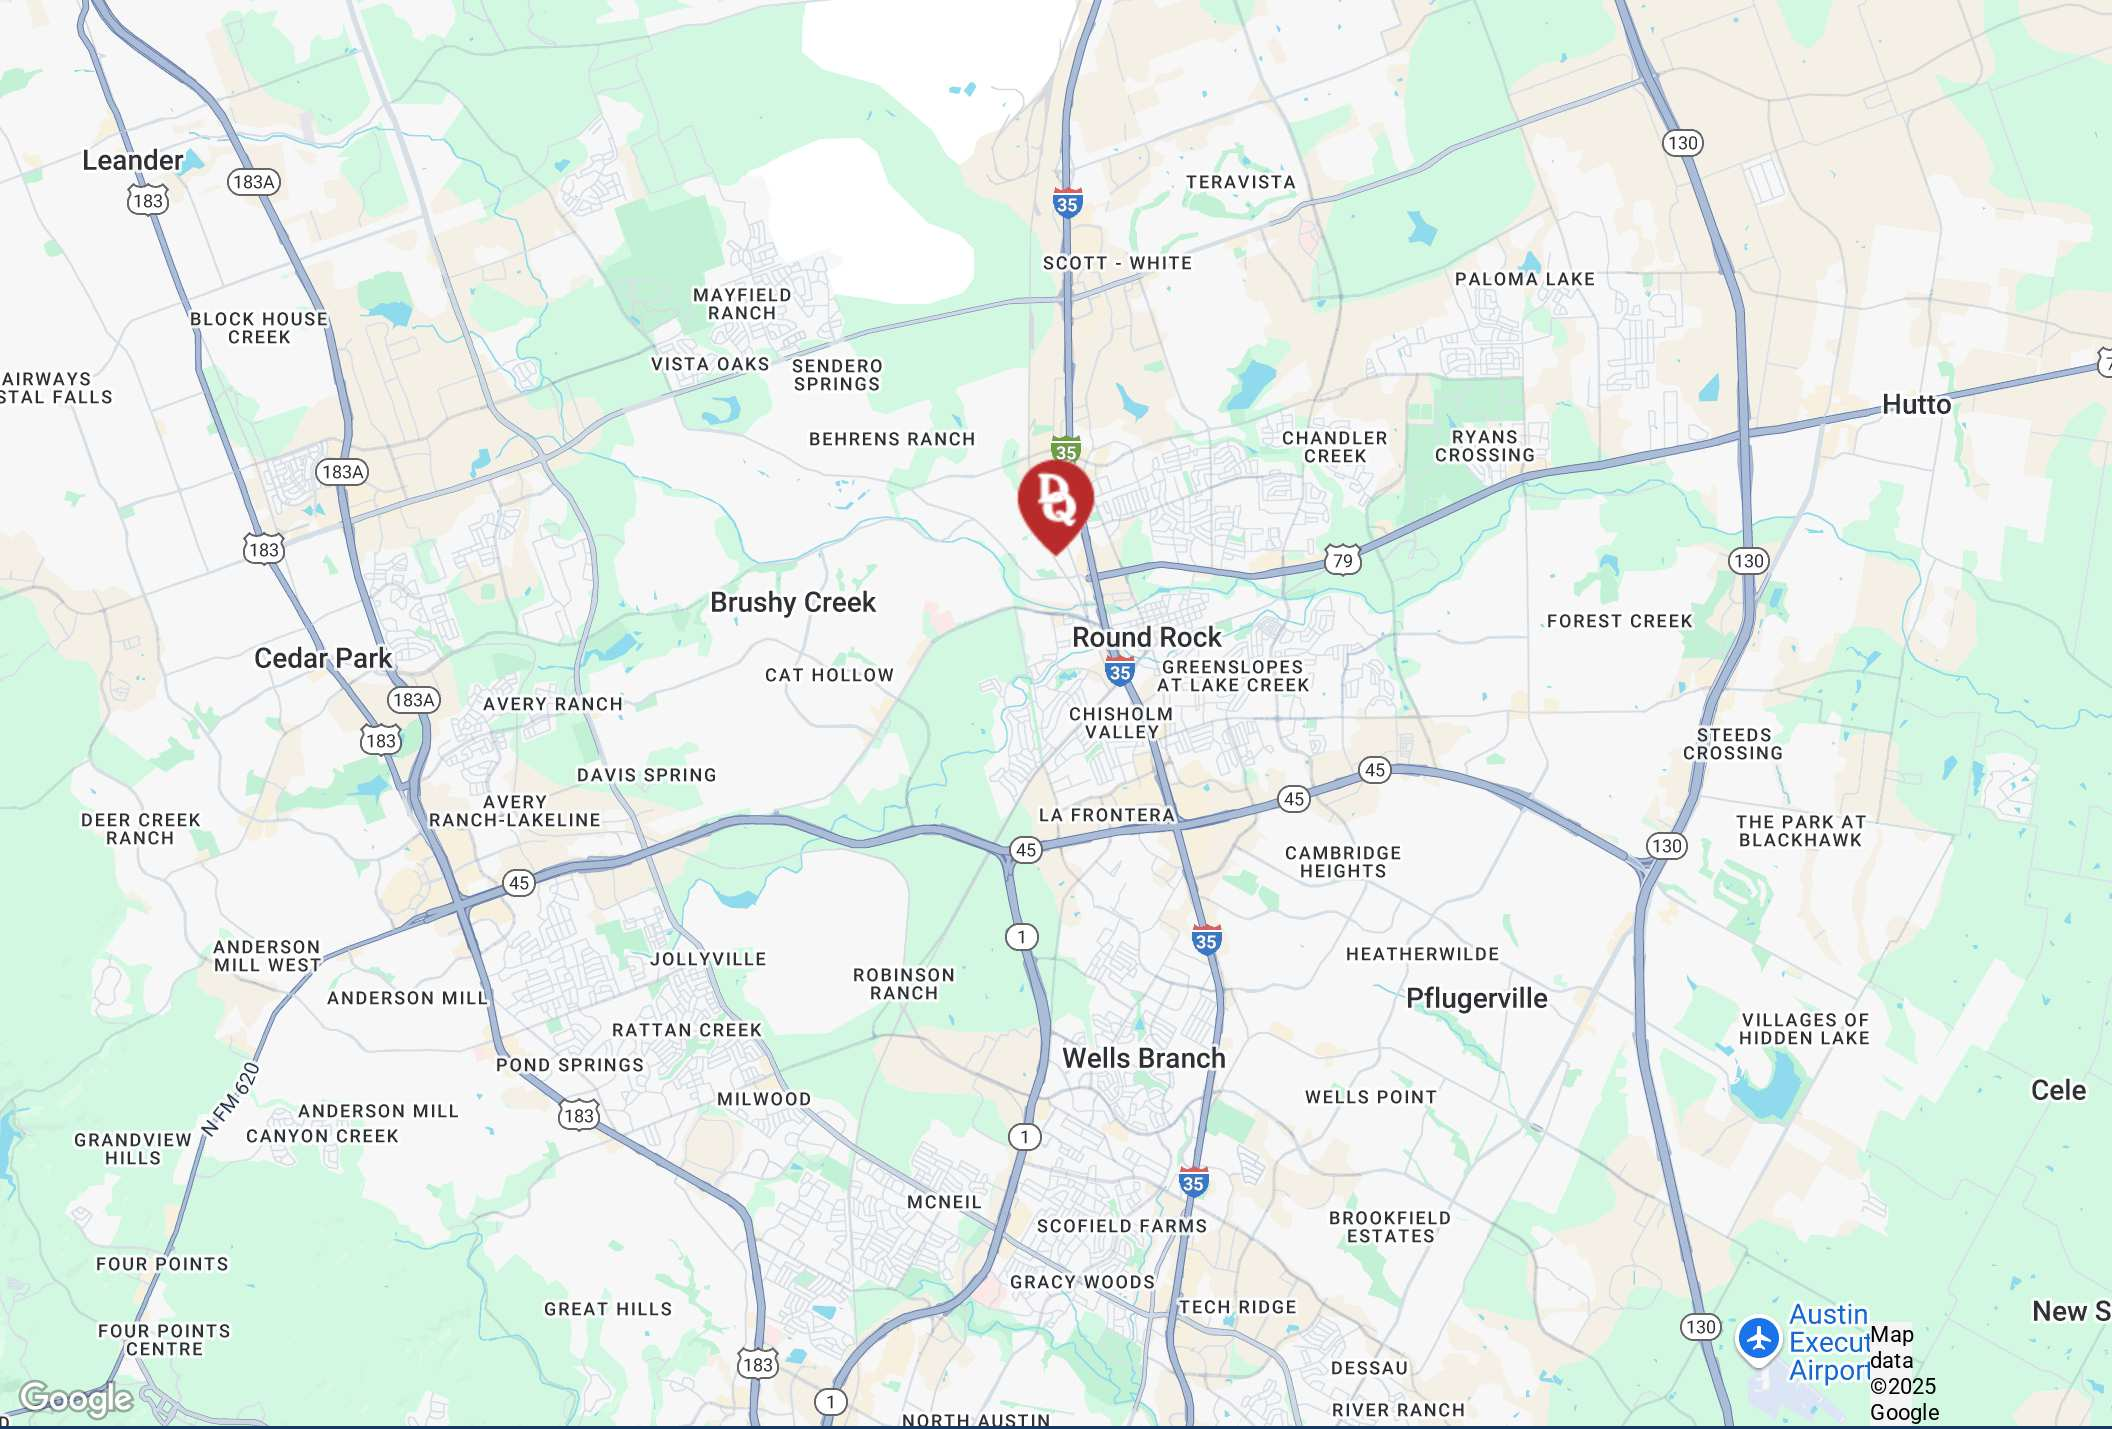 130
Leander
183A
TERAVISTA
183
35
SCOTT - WHITE
PALOMA LAKE
MAYFIELD
RANCH
BLOCK HOUSE
CREEK
VISTA OAKS
SENDERO
SPRINGS
AIRWAYS
STAL FALLS
7
Hutto
BEHRENS RANCH
CHANDLER
CREEK
RYANS
CROSSING
35
183A
DQ
183
79
130
Brushy Creek
FOREST CREEK
Round Rock
Cedar Park
CAT HOLLOW
35
GREENSLOPES
AT LAKE CREEK
183A
AVERY RANCH
CHISHOLM
VALLEY
183
STEEDS
CROSSING
DAVIS SPRING
45
45
AVERY
RANCH-LAKELINE
DEER CREEK
RANCH
LA FRONTERA
THE PARK AT
BLACKHAWK
45
130
CAMBRIDGE
HEIGHTS
45
1
35
ANDERSON
MILL WEST
JOLLYVILLE
HEATHERWILDE
ROBINSON
RANCH
ANDERSON MILL
Pflugerville
RATTAN CREEK
VILLAGES OF
HIDDEN LAKE
Wells Branch
POND SPRINGS
N FM 620
MILWOOD
WELLS POINT
Cele
ANDERSON MILL
183
CANYON CREEK
GRANDVIEW
HILLS
1
35
MCNEIL
SCOFIELD FARMS
BROOKFIELD
ESTATES
FOUR POINTS
GRACY WOODS
GREAT HILLS
TECH RIDGE
New S
130
Austin
Execut
Airport
FOUR POINTS
CENTRE
183
DESSAU
1
RIVER RANCH
NORTH AUSTIN
Google
Map
data
©2025
Google